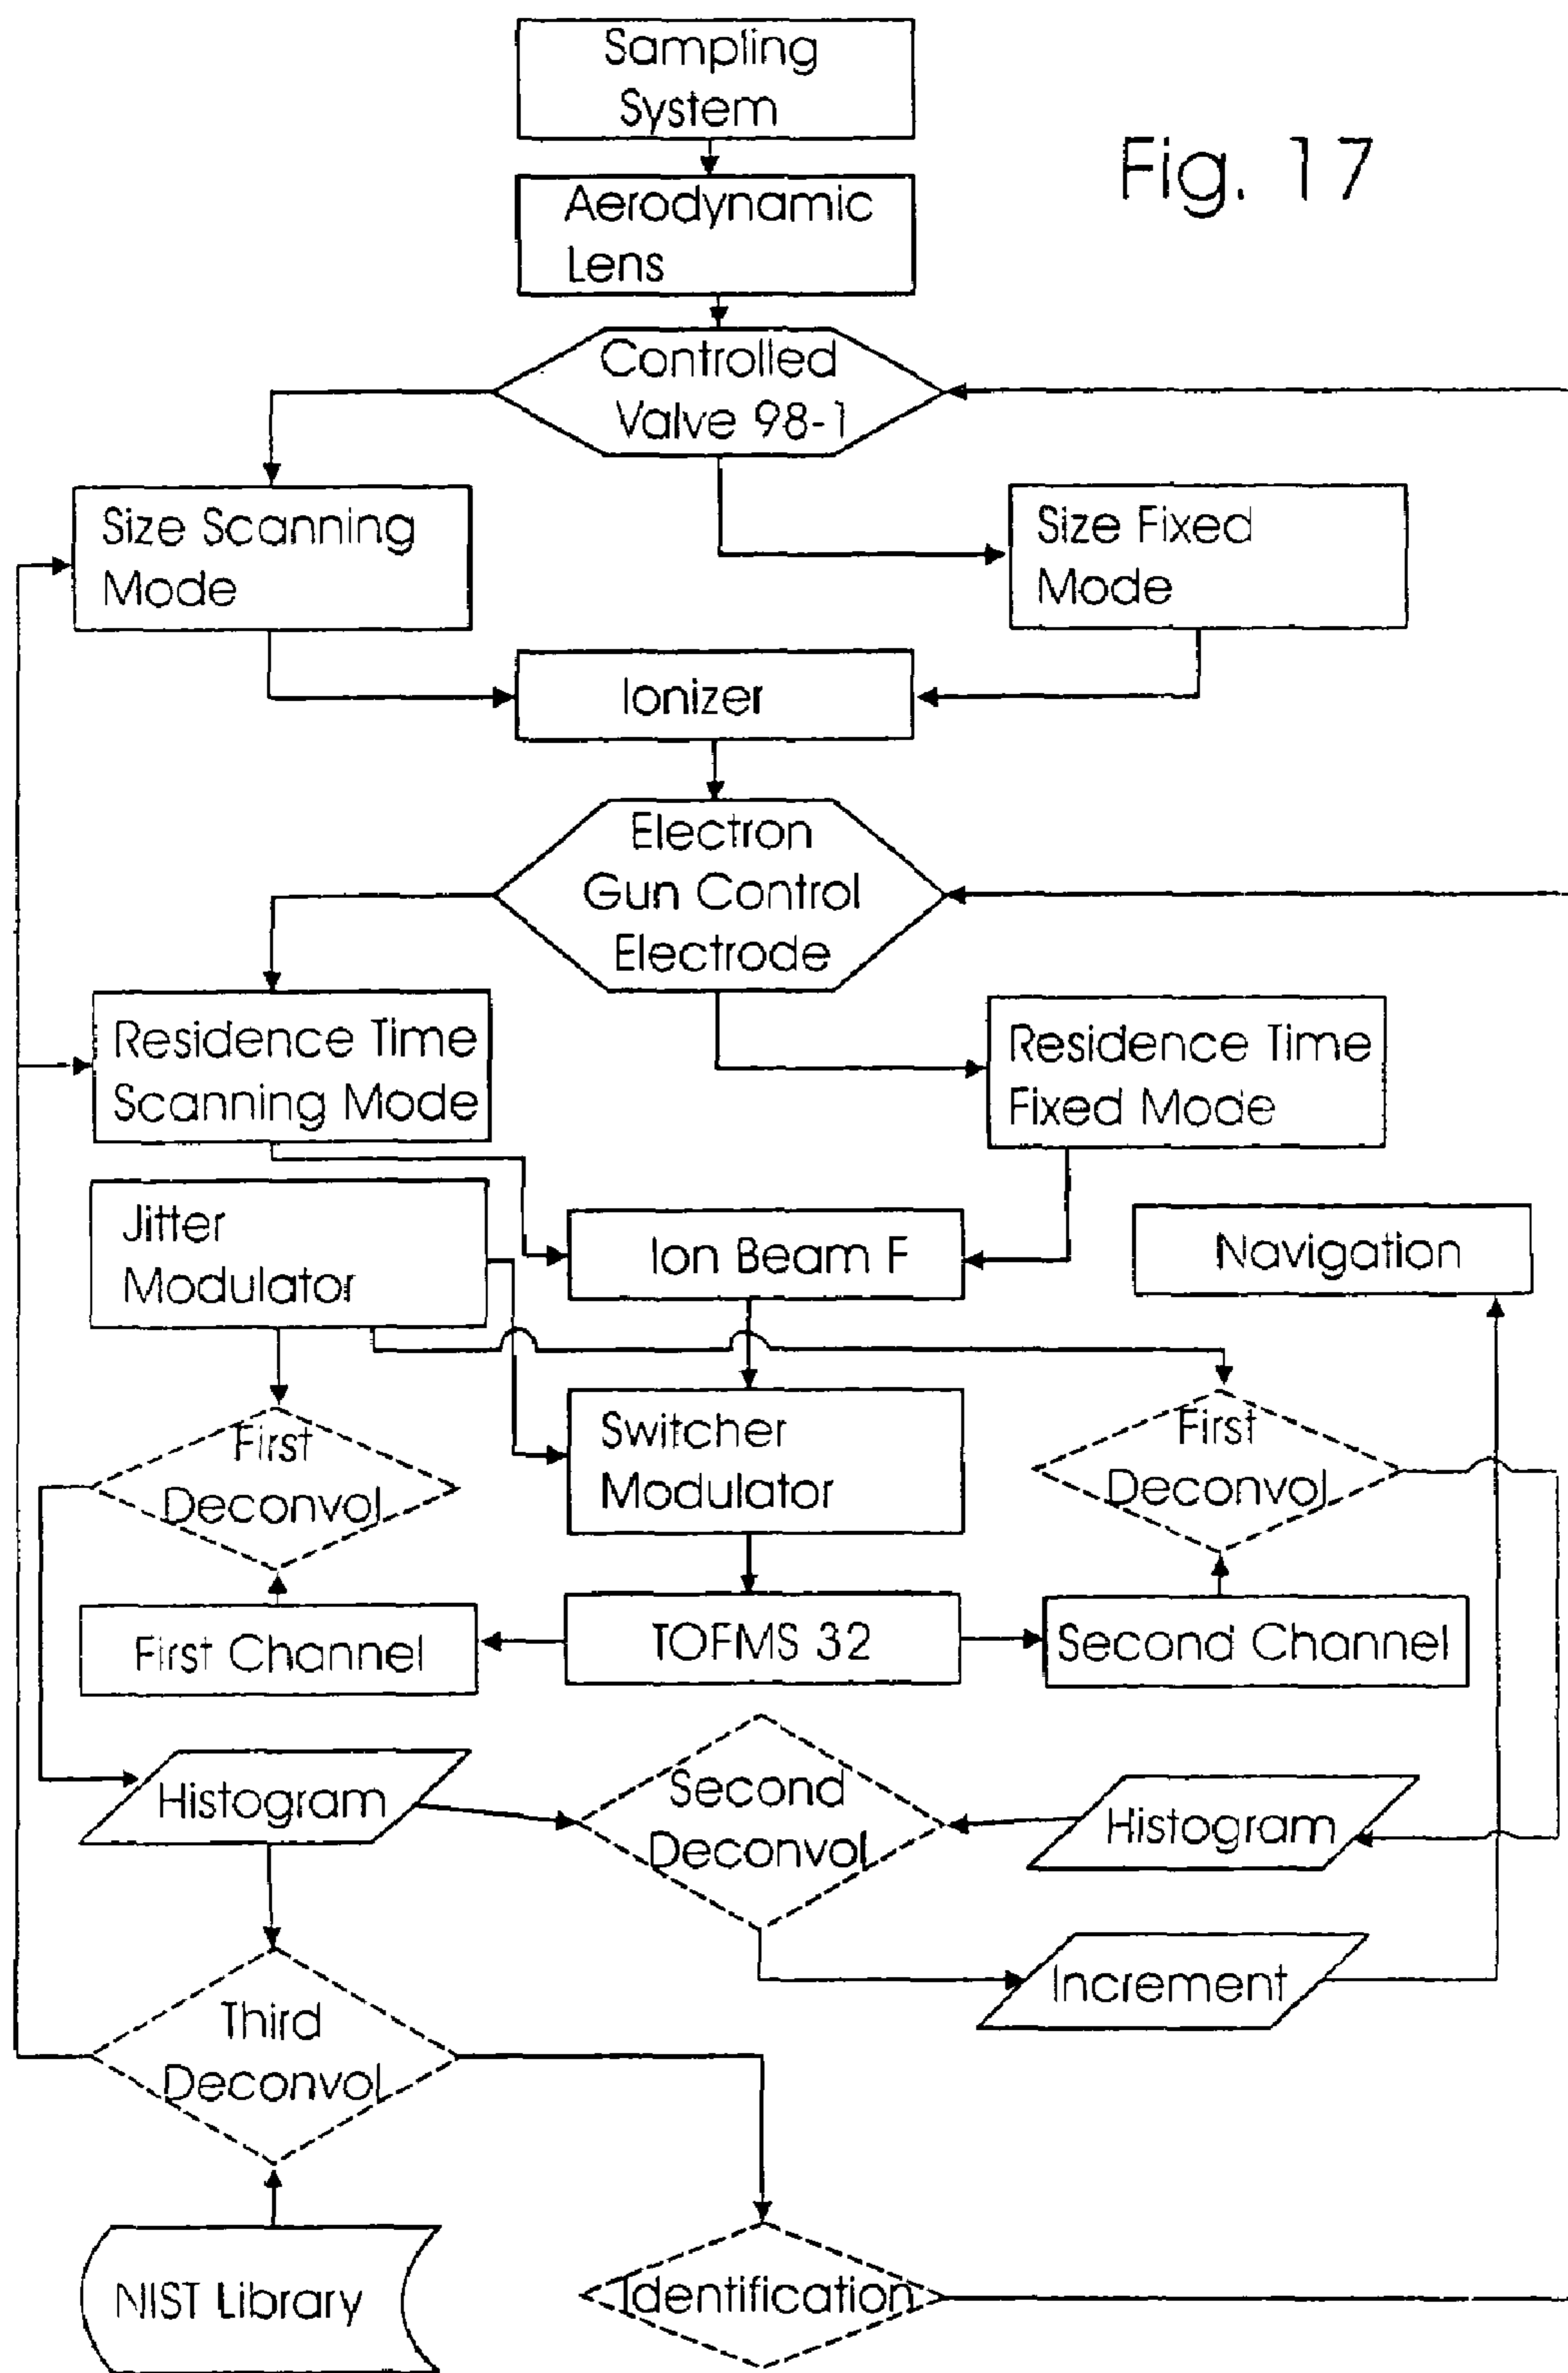 Sampling
System
Fig. 17
Aerodynamic
Lens
Controlled
Valve 98-1
Size Scanning
Mode
Size Fixed
Mode
Ionizer
Electron
Gun Control
Electrode
Residence Time
Scanning Mode
Residence Time
Fixed Mode
Jitter
Modulator
Ion Beam F
Navigation
First
Deconvol
Switcher
Modulator
First
Deconvol
First Channel
TOFMS 32
Second Channel
Histogram
Second
Deconvol
Histogram
Increment
Third
Deconvol
NIST Library
Identification